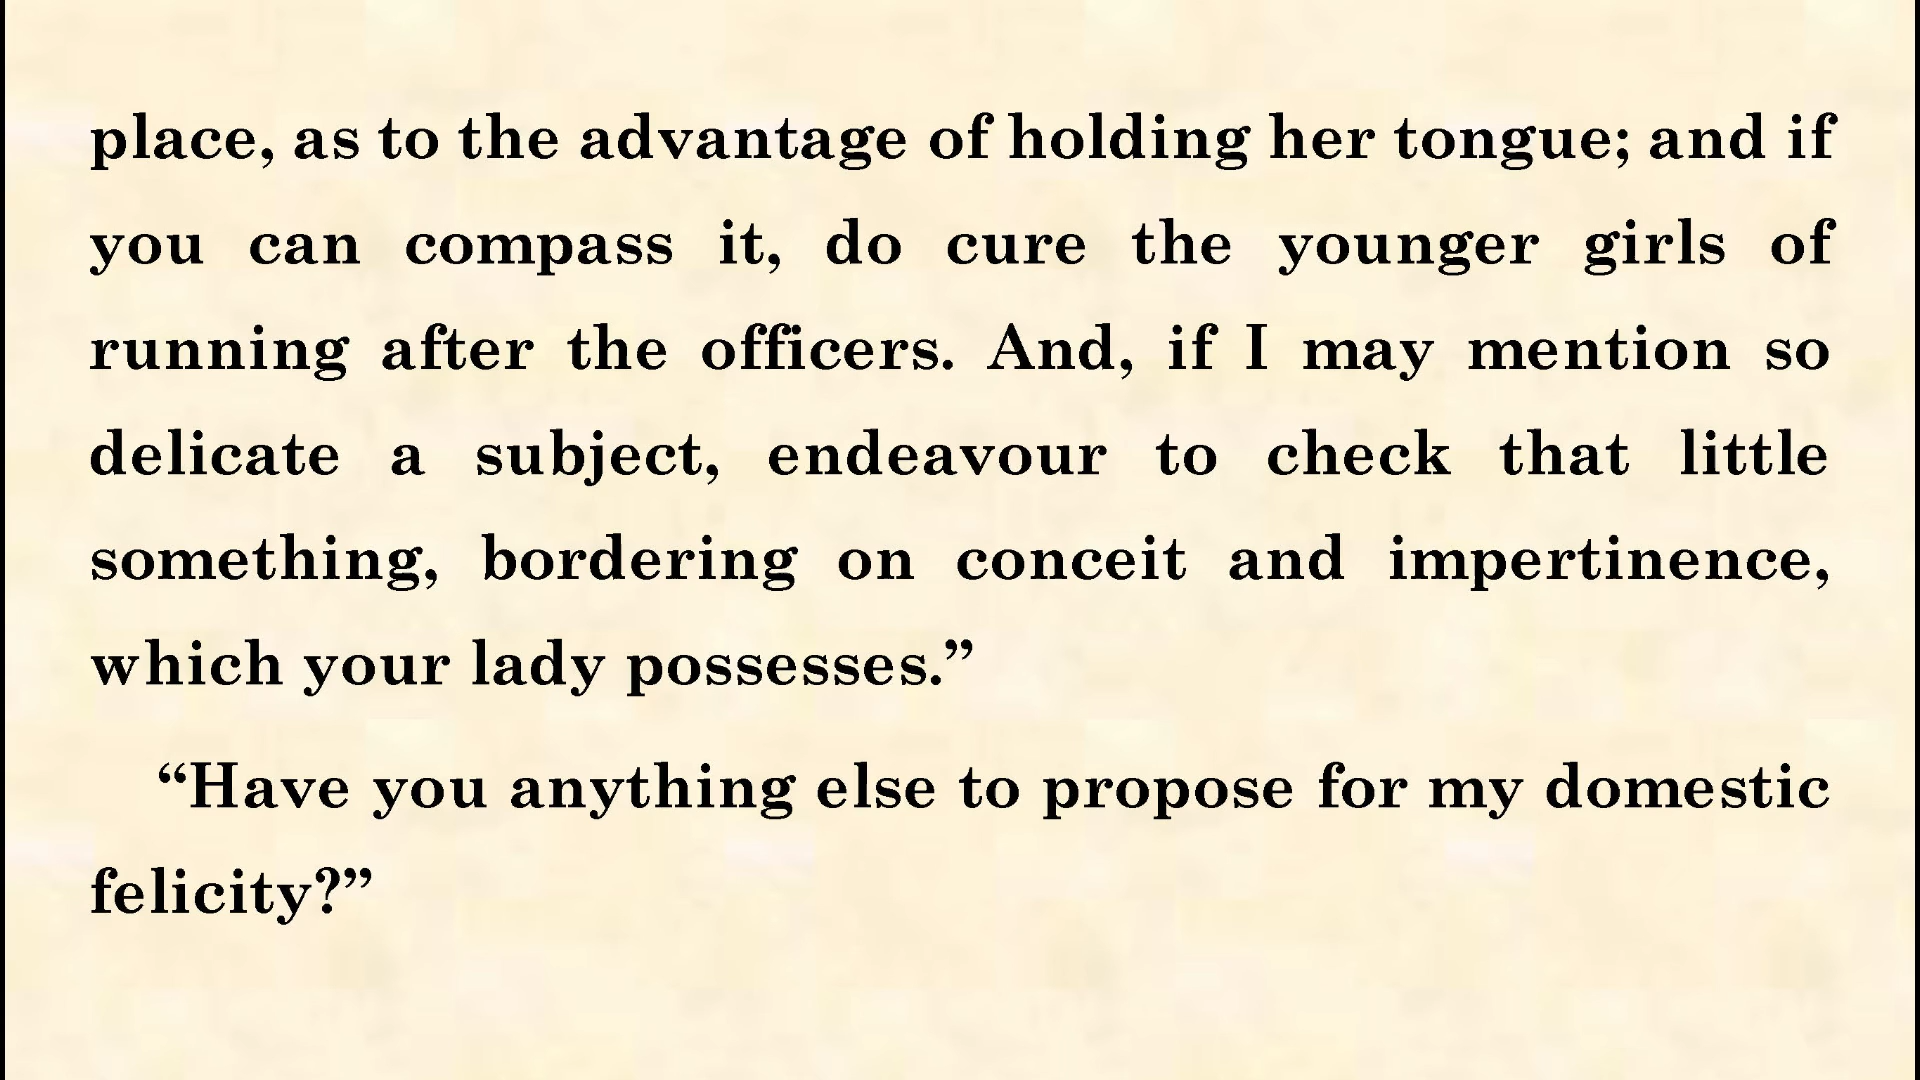 place, as to the advantage of holding her tongue; and if
you can compass it, do cure the younger girls of
running after the officers. And, if I may mention so
delicate a subject, endeavour to check that little
something, bordering on conceit and impertinence,
which your lady possesses.”
“Have you anything else to propose for my domestic
felicity?”